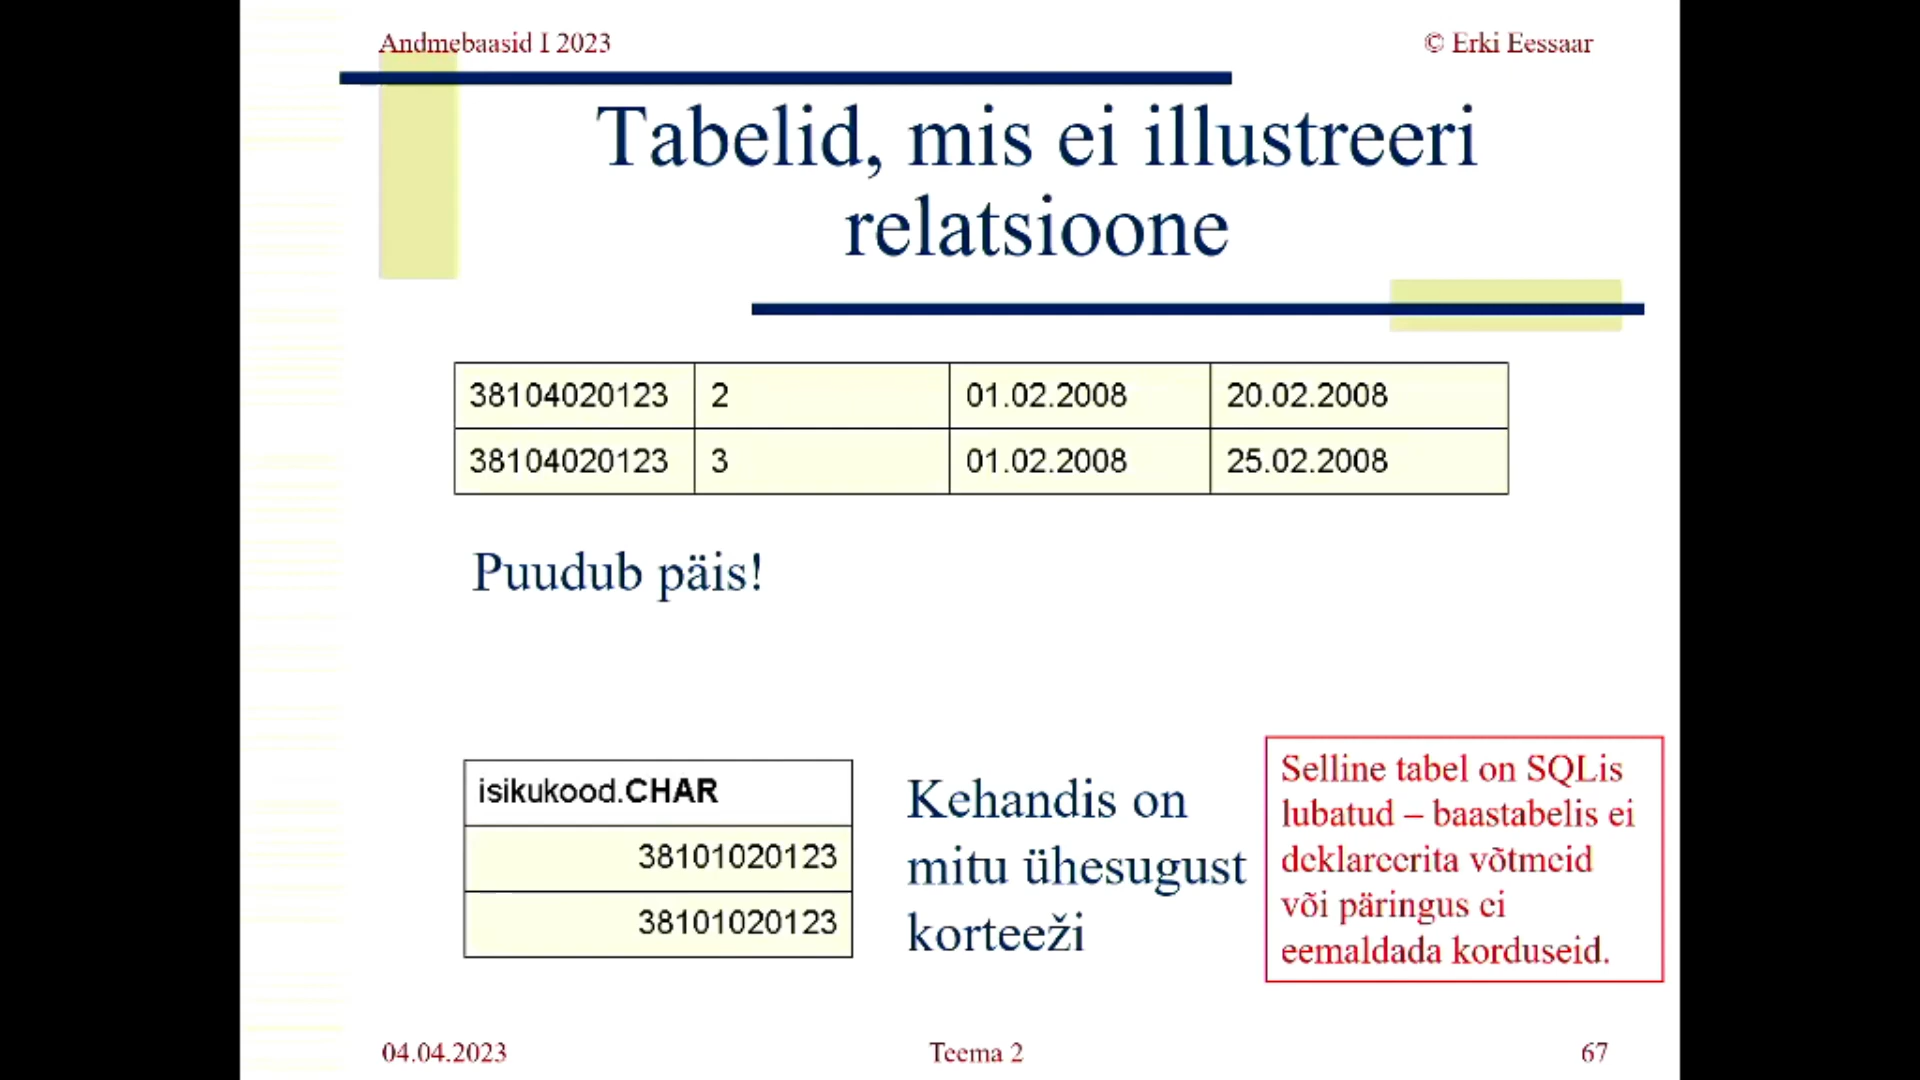 Andmebaasid I 2023
© Erki Eessaar
Tabelid, mis ei illustreeri
relatsioone
38104020123 2 01.02.2008 20.02.2008
38104020123 3 01.02.2008 25.02.2008
Puudub päis!
isikukood.CHAR
38101020123
38101020123
Kehandis on
mitu ühesugust
korteeži
Selline tabel on SQLis
lubatud – baastabelis ei
deklareerita võtmeid
või päringus ei
eemaldada korduseid.
04.04.2023
Teema 2
67